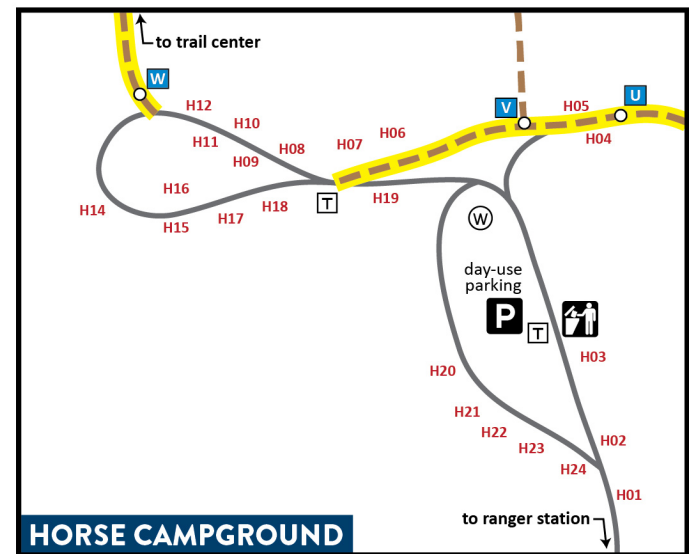 to trail center
W
H12
H10
H11
H09
H08
H07
H06
V
H05
U
H04
H16
H14
H15
H17
H18
T
H19
W
day-use
parking
P
T
H03
H20
H21
H22
H23
H24
H02
H01
to ranger station
HORSE CAMPGROUND